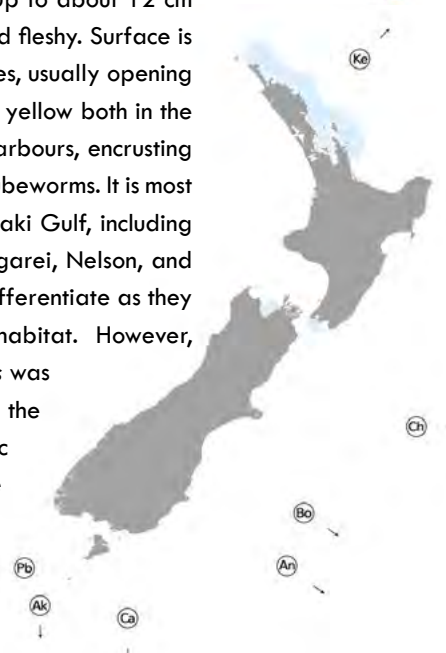 up to about 12 cm
d fleshy. Surface is
es, usually opening
yellow both in the
arbours, encrusting
beworms. It is most
aki Gulf, including
garei, Nelson, and
fferentiate as they
habitat. However,
was
the
Ke
Ch
Bo
An
Pb
Ak
Ca